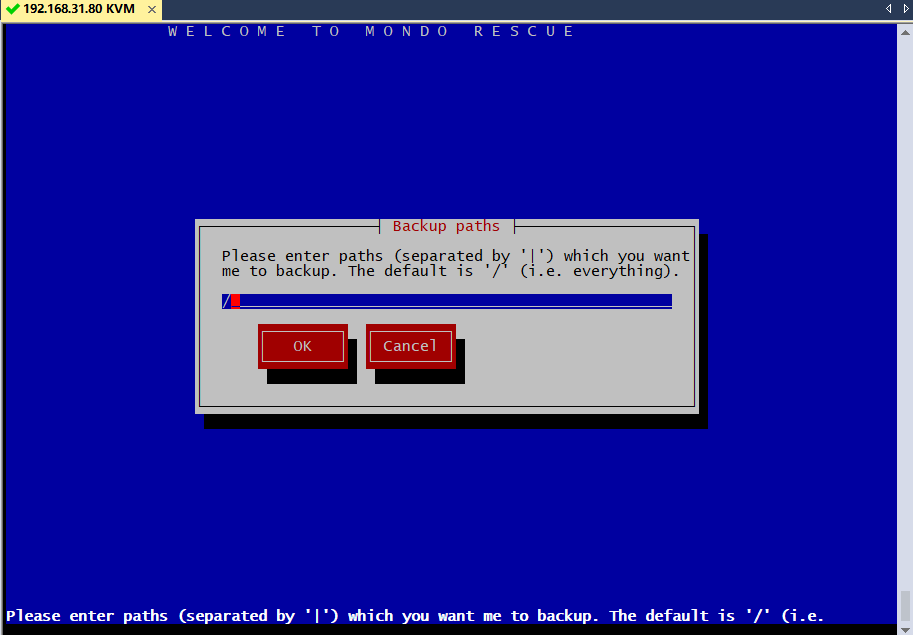 192.168.31.80 KVM
W E L C O M E   T O   M O N D O   R E S C U E
Backup paths
Please enter paths (separated by '|') which you want
me to backup. The default is '/' (i.e. everything).
/
OK
Cancel
Please enter paths (separated by '|') which you want me to backup. The default is '/' (i.e.